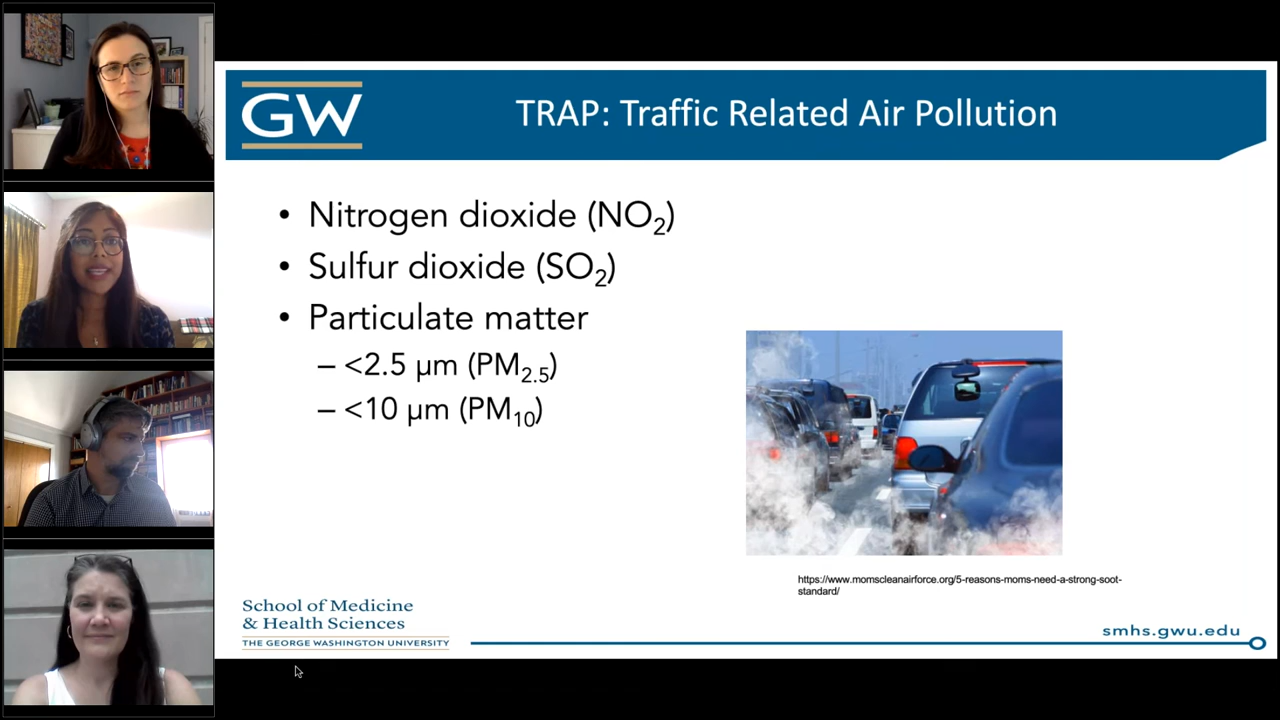 GW
TRAP: Traffic Related Air Pollution
• Nitrogen dioxide (NO₂)
• Sulfur dioxide (SO₂)
• Particulate matter
– <2.5 µm (PM₂.₅)
– <10 µm (PM₁₀)
https://www.momscleanairforce.org/5-reasons-moms-need-a-strong-soot-
standard/
School of Medicine
& Health Sciences
THE GEORGE WASHINGTON UNIVERSITY
smhs.gwu.edu